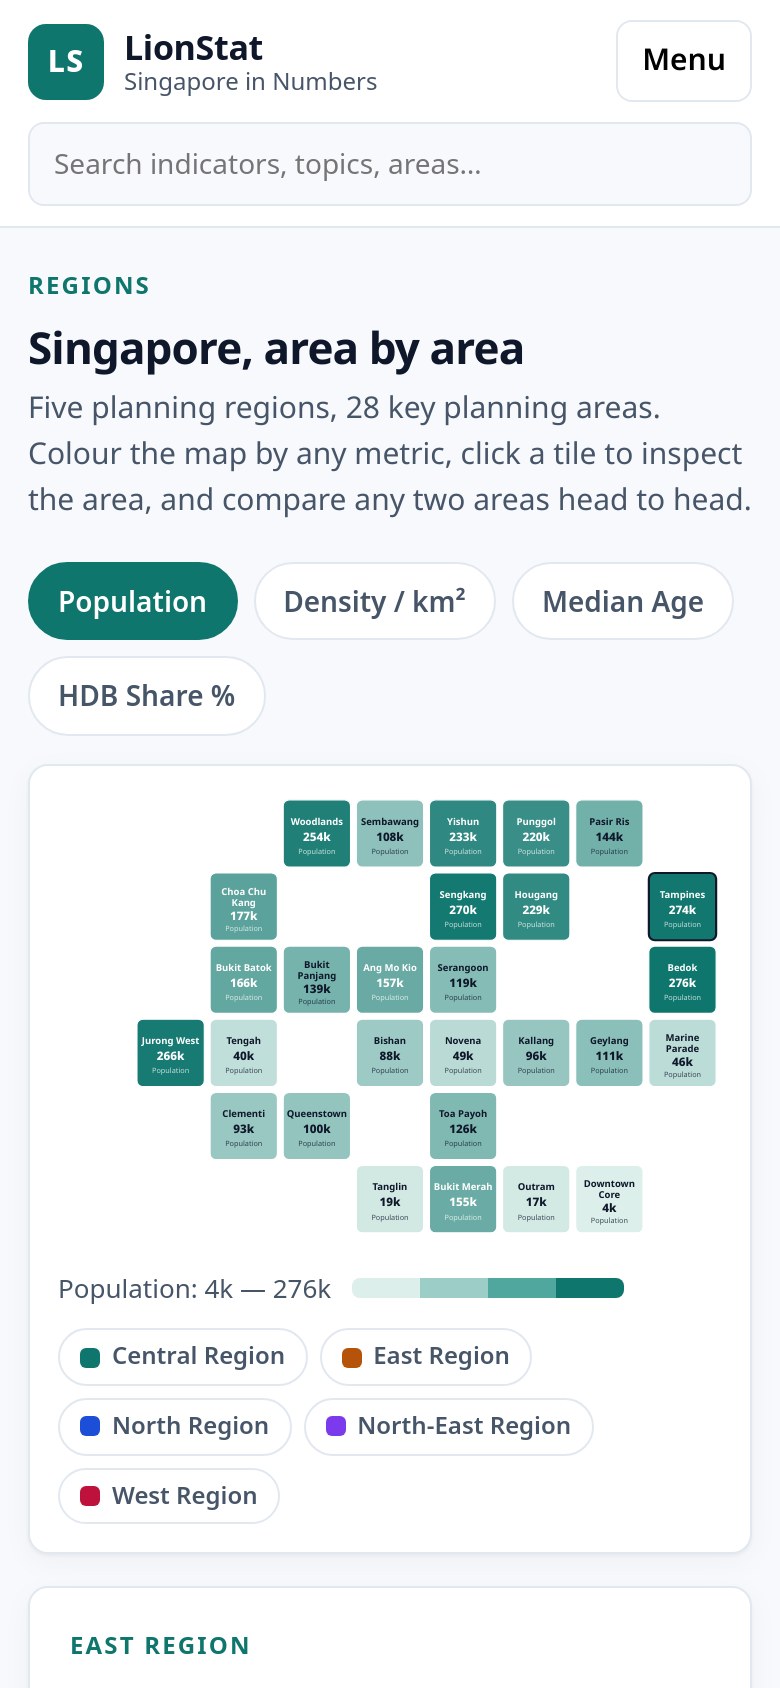 LS
LionStat
Singapore in Numbers
Menu
Search indicators, topics, areas...
REGIONS
Singapore, area by area
Five planning regions, 28 key planning areas.
Colour the map by any metric, click a tile to inspect
the area, and compare any two areas head to head.
Population
Density / km²
Median Age
HDB Share %
Woodlands
254k
Population
Sembawang
108k
Population
Yishun
233k
Population
Punggol
220k
Population
Pasir Ris
144k
Population
Choa Chu
Kang
177k
Population
Sengkang
270k
Population
Hougang
229k
Population
Tampines
274k
Population
Bukit Batok
166k
Population
Bukit
Panjang
139k
Population
Ang Mo Kio
157k
Population
Serangoon
119k
Population
Bedok
276k
Population
Jurong West
266k
Population
Tengah
40k
Population
Bishan
88k
Population
Novena
49k
Population
Kallang
96k
Population
Geylang
111k
Population
Marine
Parade
46k
Population
Clementi
93k
Population
Queenstown
100k
Population
Toa Payoh
126k
Population
Tanglin
19k
Population
Bukit Merah
155k
Population
Outram
17k
Population
Downtown
Core
4k
Population
Population: 4k — 276k
Central Region
East Region
North Region
North-East Region
West Region
EAST REGION